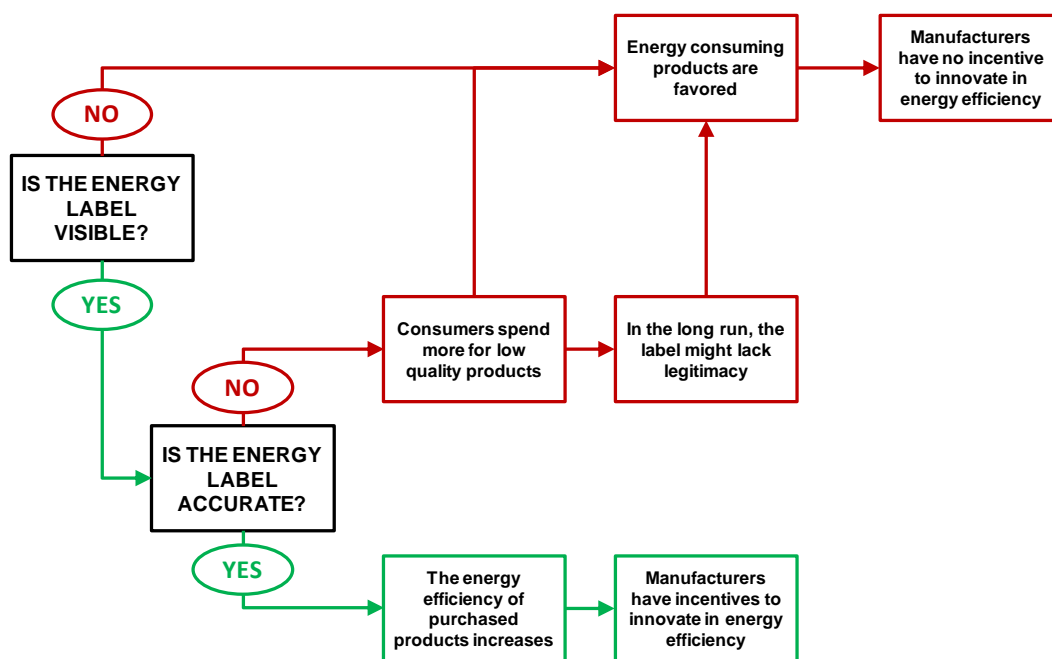 Energy consuming
products are
favored
Manufacturers
have no incentive
to innovate in
energy efficiency
NO
IS THE ENERGY
LABEL
VISIBLE?
YES
Consumers spend
more for low
quality products
In the long run, the
label might lack
legitimacy
NO
IS THE ENERGY
LABEL
ACCURATE?
YES
The energy
efficiency of
purchased
products increases
Manufacturers
have incentives to
innovate in energy
efficiency